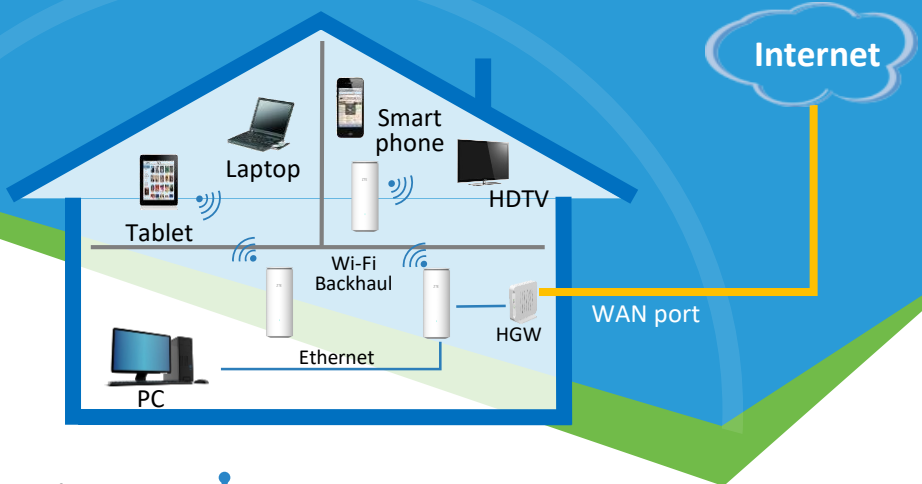 Internet
Smart
phone
Laptop
HDTV
Tablet
Wi-Fi
Backhaul
WAN port
HGW
Ethernet
PC